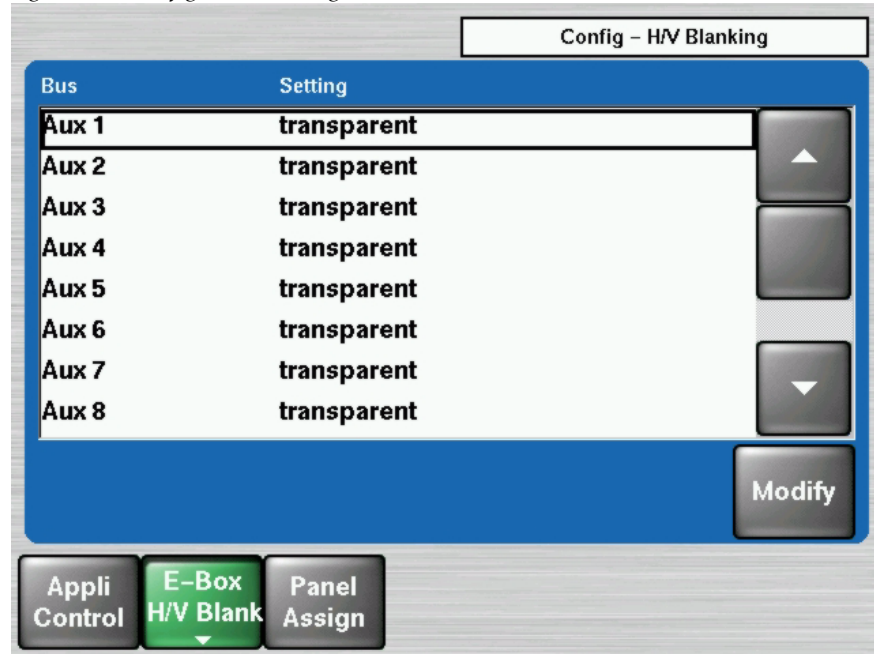 Config – H/V Blanking
Bus Setting
Aux 1 transparent
Aux 2 transparent
Aux 3 transparent
Aux 4 transparent
Aux 5 transparent
Aux 6 transparent
Aux 7 transparent
Aux 8 transparent
Modify
Appli
Control
E–Box
H/V Blank
Panel
Assign